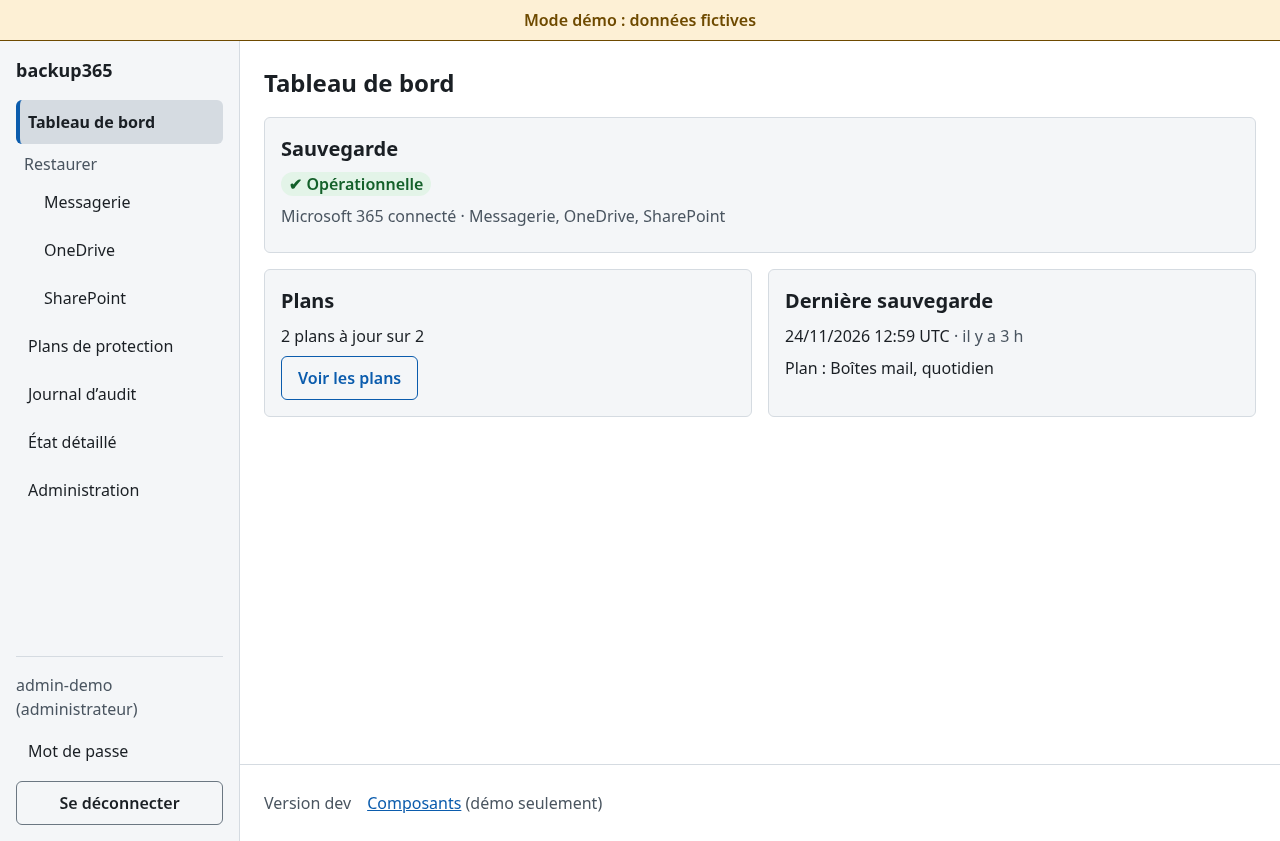 Mode démo : données fictives
backup365
Tableau de bord
Restaurer
Messagerie
OneDrive
SharePoint
Plans de protection
Journal d’audit
État détaillé
Administration
admin-demo
(administrateur)
Mot de passe
Se déconnecter
Tableau de bord
Sauvegarde
✔ Opérationnelle
Microsoft 365 connecté · Messagerie, OneDrive, SharePoint
Plans
2 plans à jour sur 2
Voir les plans
Dernière sauvegarde
24/11/2026 12:59 UTC · il y a 3 h
Plan : Boîtes mail, quotidien
Version dev Composants (démo seulement)